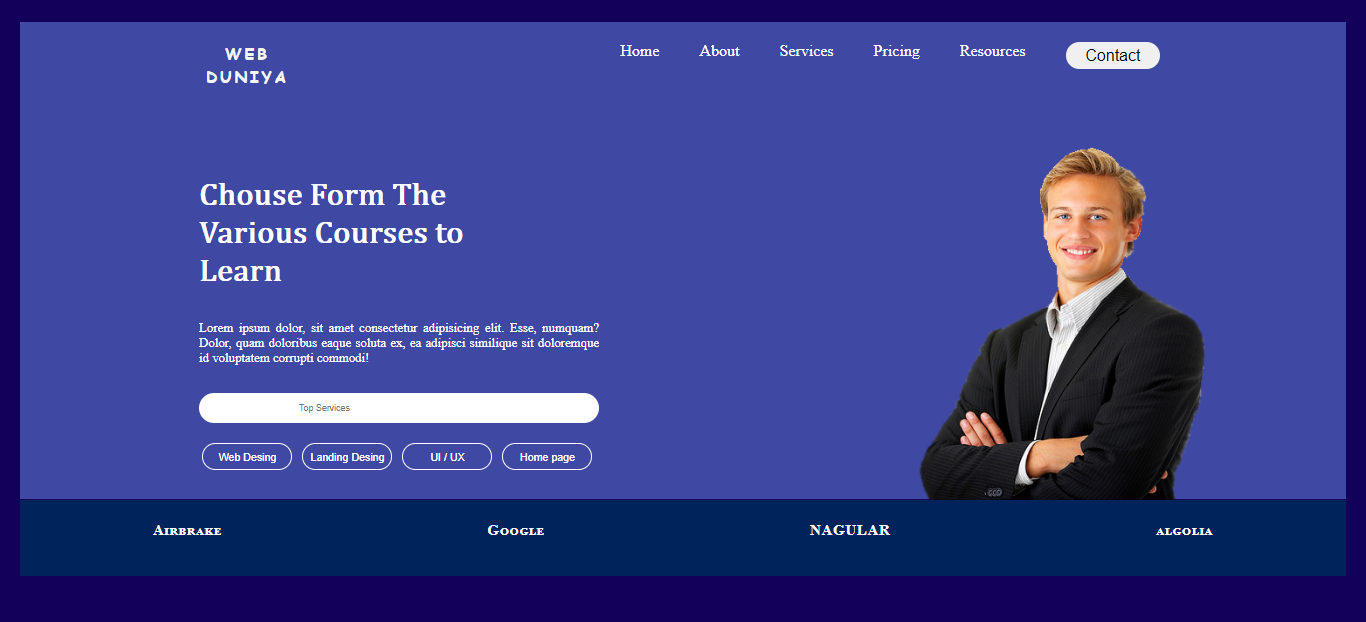 WEB
DUNIYA
Home About Services Pricing Resources Contact
Chouse Form The
Various Courses to
Learn
Lorem ipsum dolor, sit amet consectetur adipisicing elit. Esse, numquam?
Dolor, quam doloribus eaque soluta ex, ea adipisci similique sit doloremque
id voluptatem corrupti commodi!
Top Services
Web Desing Landing Desing UI / UX Home page
Airbrake Google NAGULAR algolia